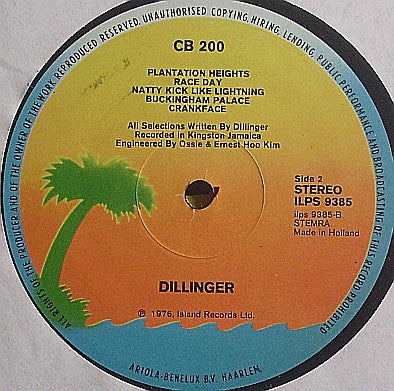 ALL RIGHTS OF THE PRODUCER AND OF THE OWNER OF THE WORK REPRODUCED RESERVED. UNAUTHORISED COPYING, HIRING, LENDING, PUBLIC PERFORMANCE AND BROADCASTING OF THIS RECORD PROHIBITED
CB 200
PLANTATION HEIGHTS
RACE DAY
NATTY KICK LIKE LIGHTNING
BUCKINGHAM PALACE
CRANKFACE
All Selections Written By Dillinger
Recorded in Kingston Jamaica
Engineered By Ossie & Ernest Hoo Kim
Side 2
STEREO
ILPS 9385
ilps 9385-B
STEMRA
Made in Holland
DILLINGER
℗ 1976, Island Records Ltd.
ARIOLA-BENELUX B.V. HAARLEM.